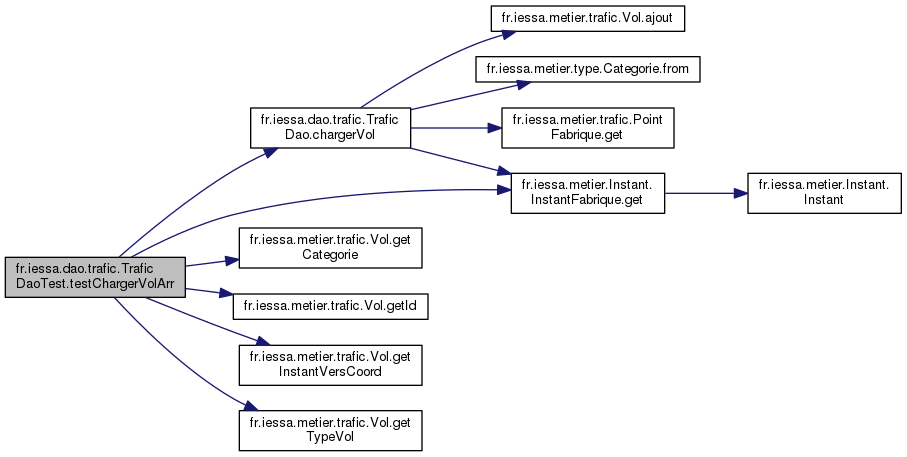 fr.iessa.metier.trafic.Vol.ajout
fr.iessa.metier.type.Categorie.from
fr.iessa.dao.trafic.Trafic
Dao.chargerVol
fr.iessa.metier.trafic.Point
Fabrique.get
fr.iessa.metier.Instant.
InstantFabrique.get
fr.iessa.metier.Instant.
Instant
fr.iessa.dao.trafic.Trafic
DaoTest.testChargerVolArr
fr.iessa.metier.trafic.Vol.get
Categorie
fr.iessa.metier.trafic.Vol.getId
fr.iessa.metier.trafic.Vol.get
InstantVersCoord
fr.iessa.metier.trafic.Vol.get
TypeVol